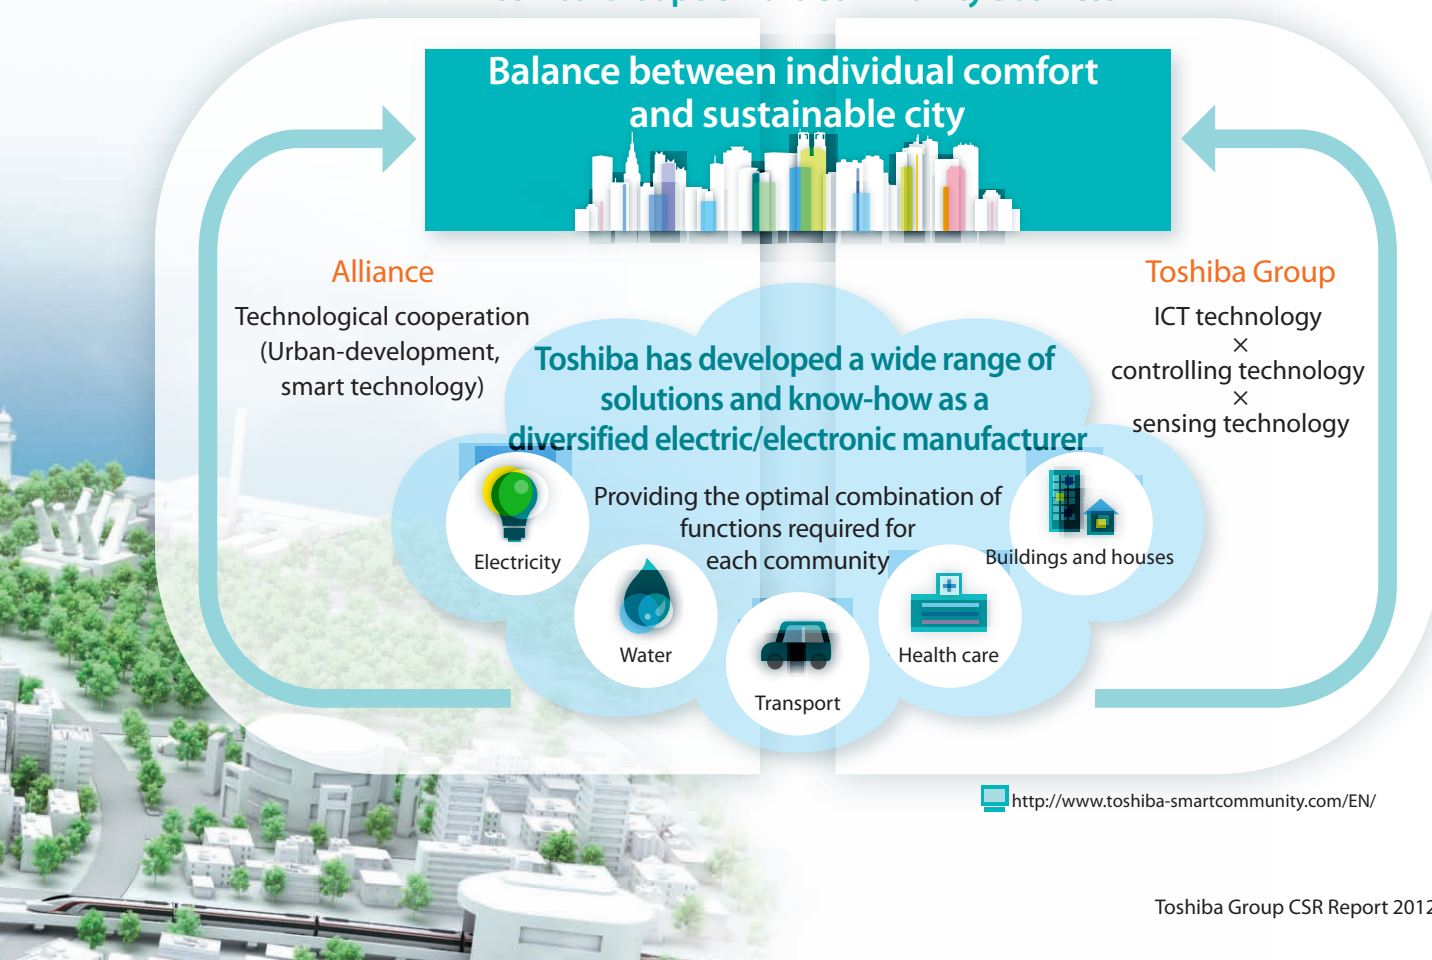 Balance between individual comfort
and sustainable city
Alliance
Technological cooperation
(Urban-development,
smart technology)
Toshiba Group
ICT technology
×
controlling technology
×
sensing technology
Toshiba has developed a wide range of
solutions and know-how as a
diversified electric/electronic manufacturer
Providing the optimal combination of
functions required for
each community
Electricity
Water
Transport
Health care
Buildings and houses
http://www.toshiba-smartcommunity.com/EN/
Toshiba Group CSR Report 2012